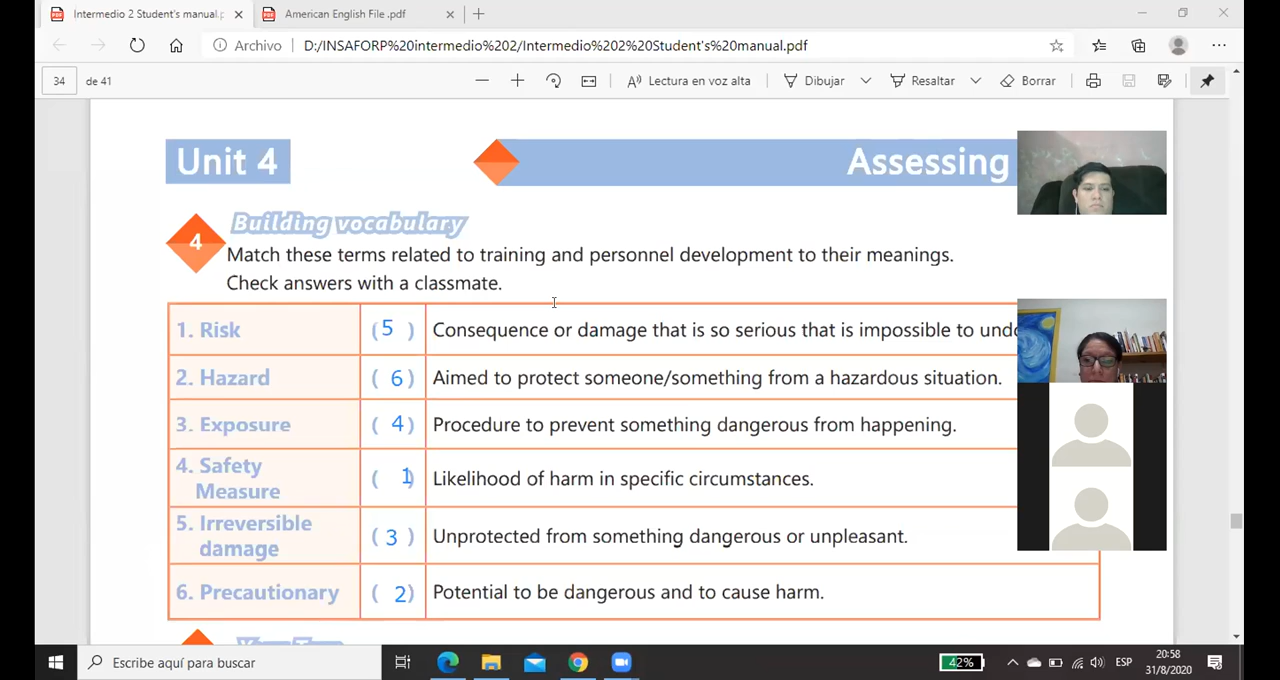 Intermedio 2 Student's manual.p
American English File .pdf
Archivo D:/INSAFORP%20intermedio%202/Intermedio%202%20Student's%20manual.pdf
34 de 41 Lectura en voz alta Dibujar Resaltar Borrar
Unit 4 Assessing
4 Building vocabulary
Match these terms related to training and personnel development to their meanings.
Check answers with a classmate.
1. Risk (5) Consequence or damage that is so serious that is impossible to undo
2. Hazard (6) Aimed to protect someone/something from a hazardous situation.
3. Exposure (4) Procedure to prevent something dangerous from happening.
4. Safety
Measure (1) Likelihood of harm in specific circumstances.
5. Irreversible
damage (3) Unprotected from something dangerous or unpleasant.
6. Precautionary (2) Potential to be dangerous and to cause harm.
Escribe aquí para buscar 42% ESP 20:58
31/8/2020